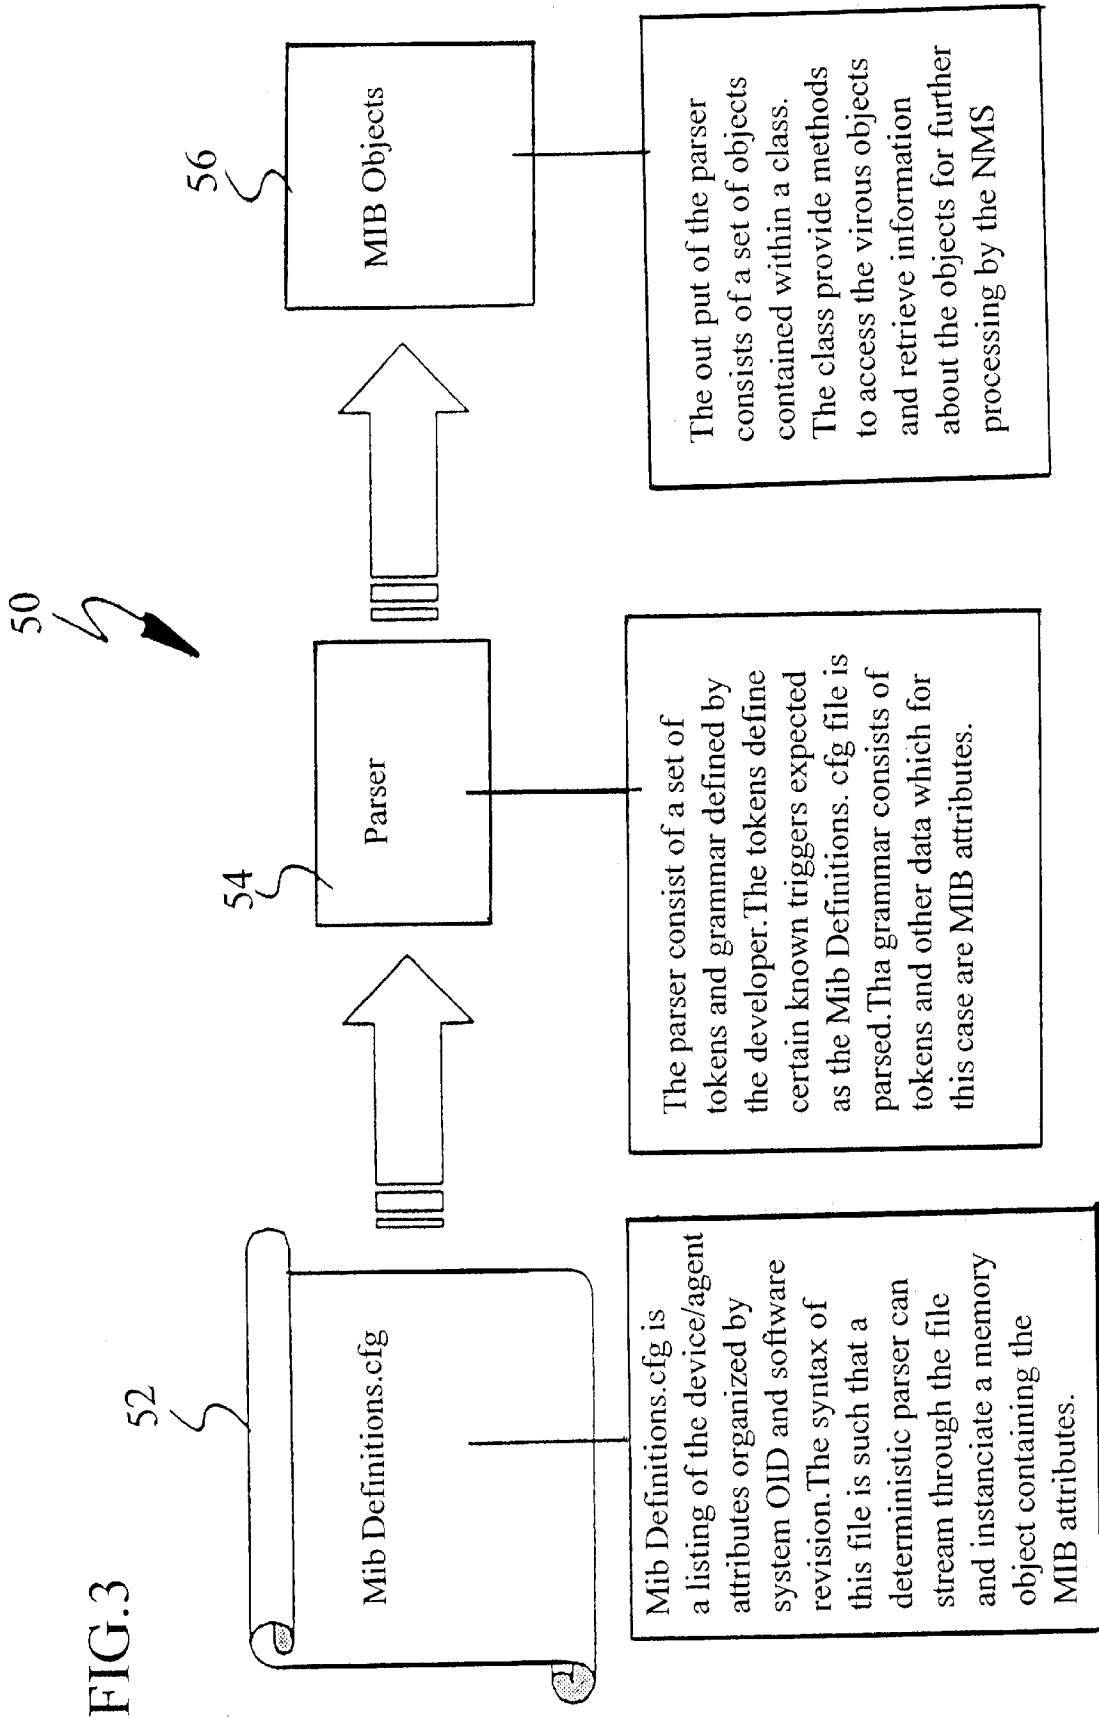 FIG.3
50
52
Mib Definitions.cfg
Mib Definitions.cfg is
a listing of the device/agent
attributes organized by
system OID and software
revision.The syntax of
this file is such that a
deterministic parser can
stream through the file
and instanciate a memory
object containing the
MIB attributes.
54
Parser
The parser consist of a set of
tokens and grammar defined by
the developer.The tokens define
certain known triggers expected
as the Mib Definitions. cfg file is
parsed.Tha grammar consists of
tokens and other data which for
this case are MIB attributes.
56
MIB Objects
The out put of the parser
consists of a set of objects
contained within a class.
The class provide methods
to access the virous objects
and retrieve information
about the objects for further
processing by the NMS